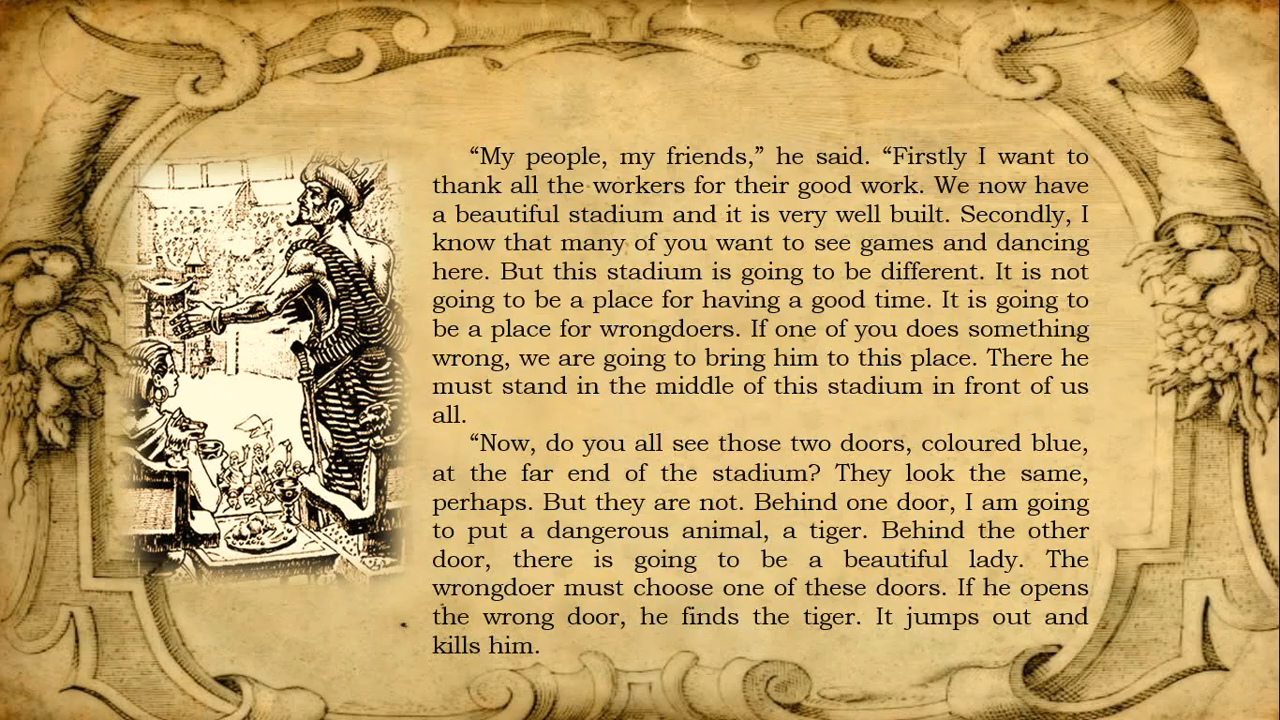 “My people, my friends,” he said. “Firstly I want to
thank all the workers for their good work. We now have
a beautiful stadium and it is very well built. Secondly, I
know that many of you want to see games and dancing
here. But this stadium is going to be different. It is not
going to be a place for having a good time. It is going to
be a place for wrongdoers. If one of you does something
wrong, we are going to bring him to this place. There he
must stand in the middle of this stadium in front of us
all.
“Now, do you all see those two doors, coloured blue,
at the far end of the stadium? They look the same,
perhaps. But they are not. Behind one door, I am going
to put a dangerous animal, a tiger. Behind the other
door, there is going to be a beautiful lady. The
wrongdoer must choose one of these doors. If he opens
the wrong door, he finds the tiger. It jumps out and
kills him.